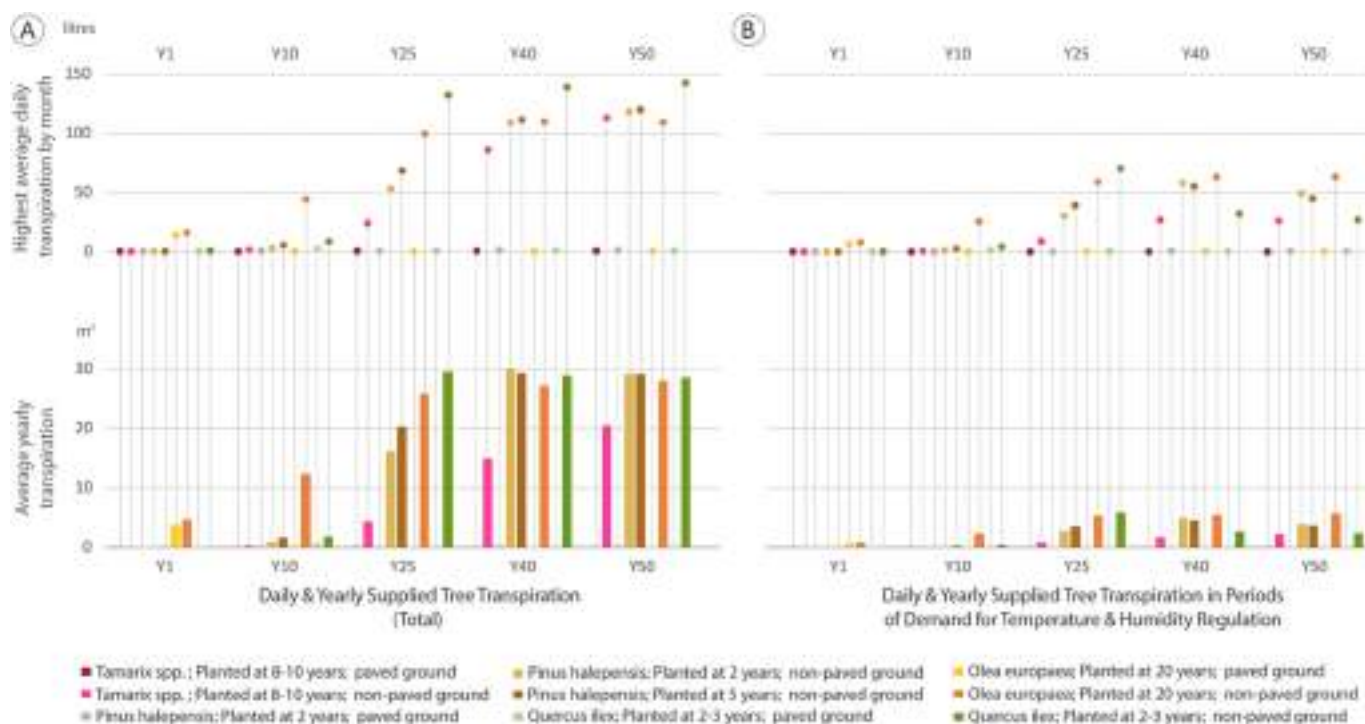 A
litres
B
Y1 Y10 Y25 Y40 Y50
Y1 Y10 Y25 Y40 Y50
Highest average daily
transpiration by month
150
100
50
0
m³
Average yearly
transpiration
30
20
10
0
Y1 Y10 Y25 Y40 Y50
Y1 Y10 Y25 Y40 Y50
Daily & Yearly Supplied Tree Transpiration
(Total)
Daily & Yearly Supplied Tree Transpiration in Periods
of Demand for Temperature & Humidity Regulation
Tamarix spp.; Planted at 8-10 years; paved ground
Tamarix spp.; Planted at 8-10 years; non-paved ground
Pinus halepensis; Planted at 2 years; paved ground
Pinus halepensis; Planted at 2 years; non-paved ground
Pinus halepensis; Planted at 5 years; non-paved ground
Quercus ilex; Planted at 2-3 years; paved ground
Olea europaea; Planted at 20 years; paved ground
Olea europaea; Planted at 20 years; non-paved ground
Quercus ilex; Planted at 2-3 years; non-paved ground